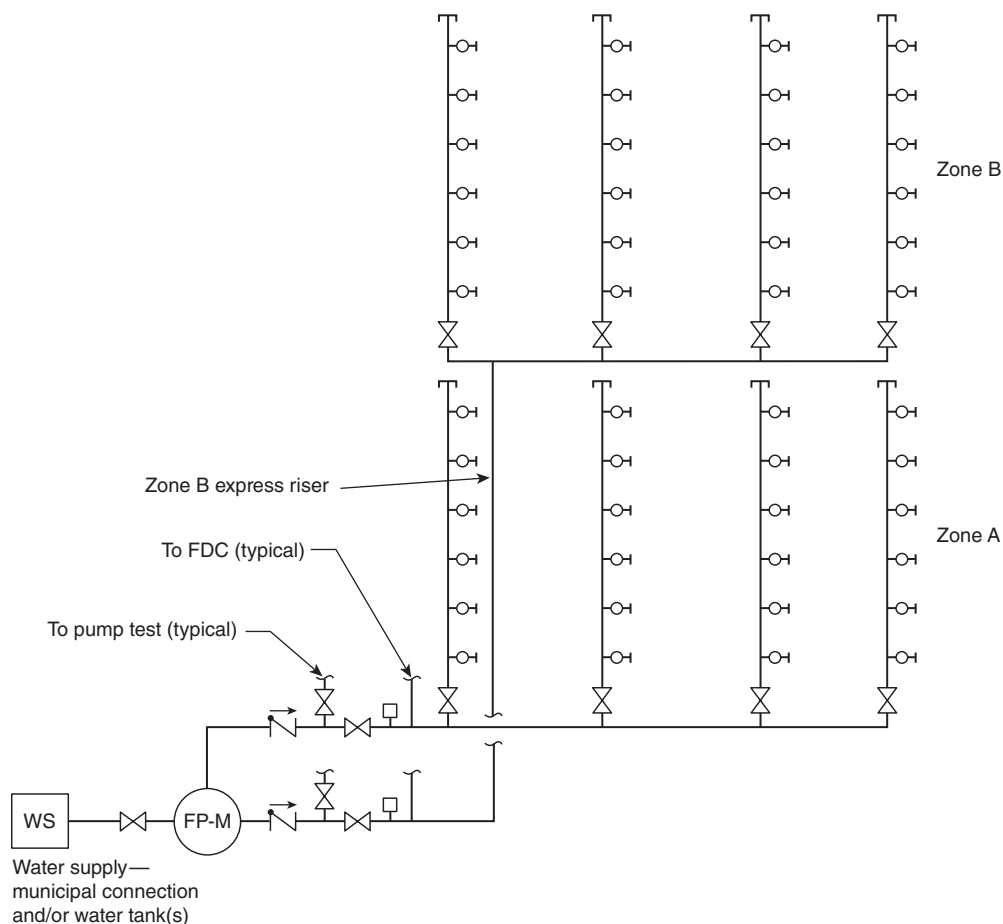 Zone B
Zone B express riser
To FDC (typical)
Zone A
To pump test (typical)
WS
FP-M
Water supply—
municipal connection
and/or water tank(s)